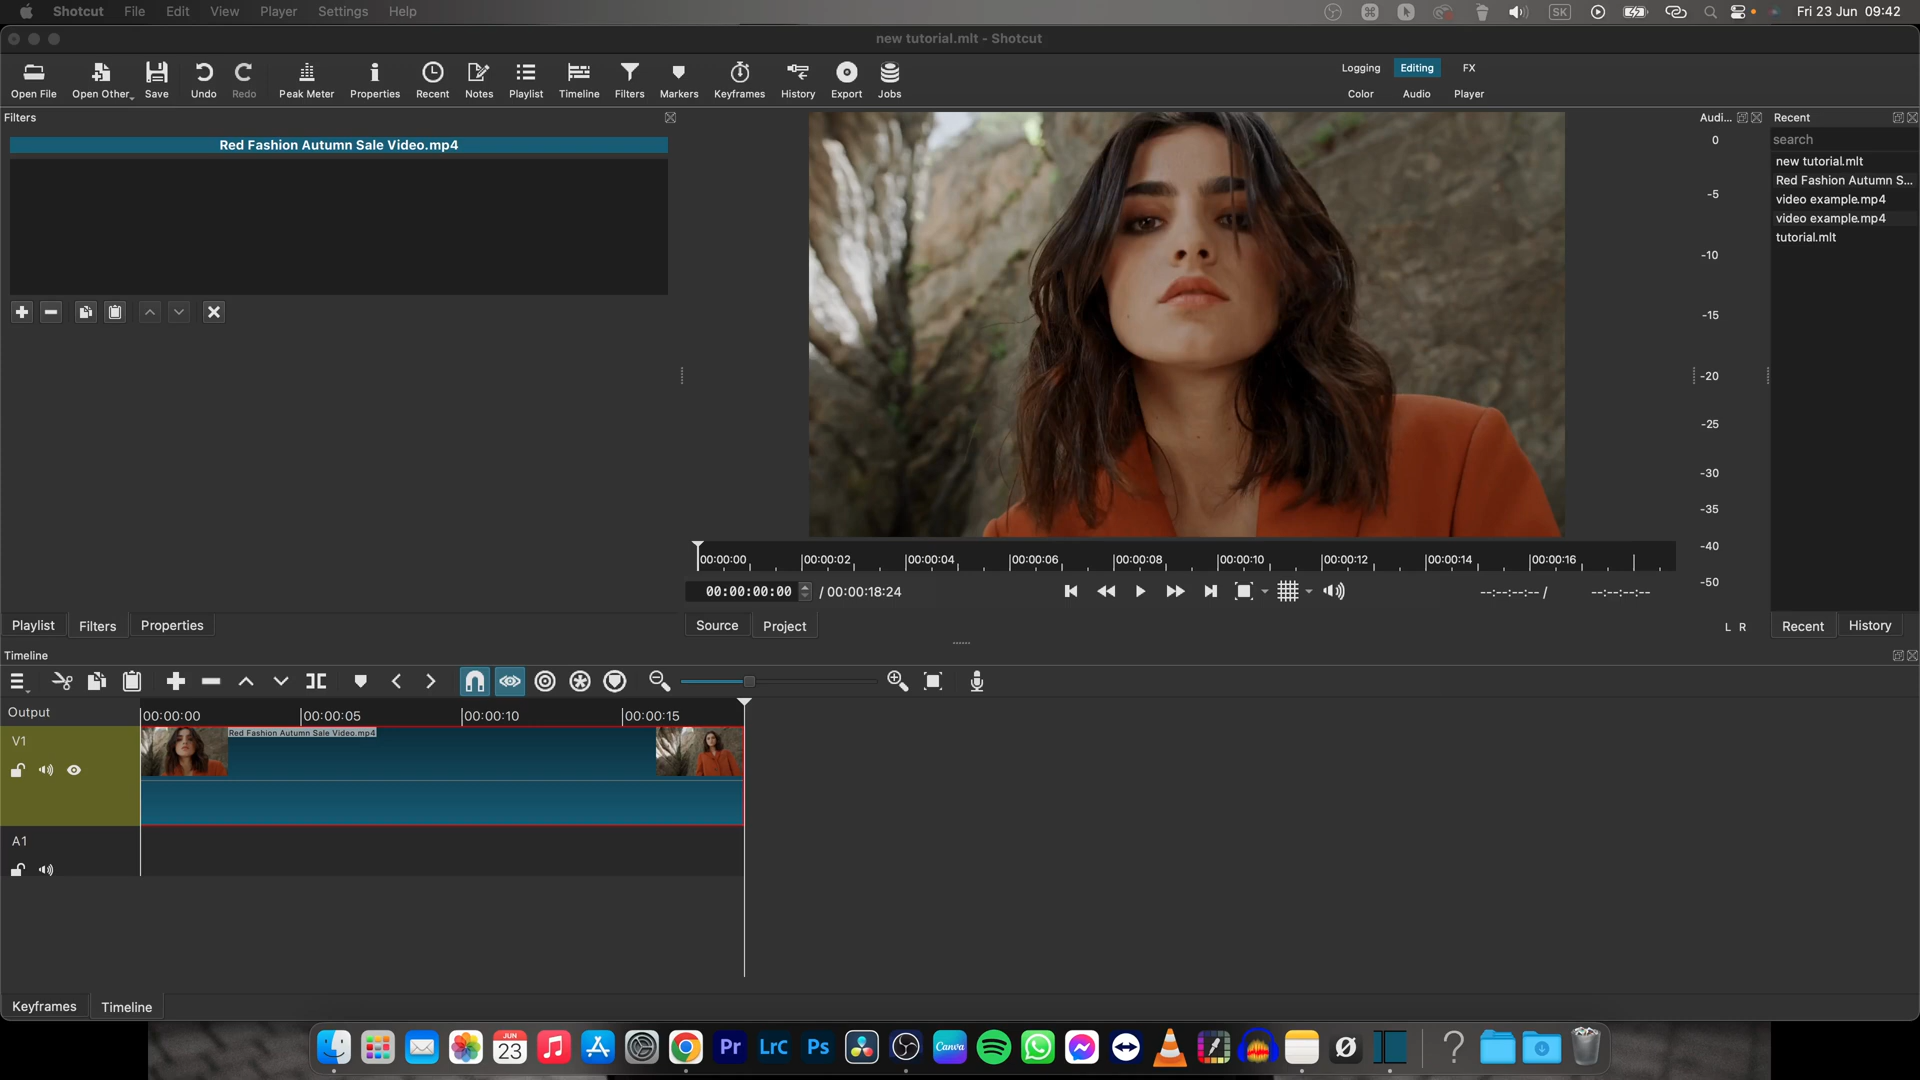 Shotcut File Edit View Player Settings Help SK Fri 23 Jun 09:42
new tutorial.mlt - Shotcut
Open File Open Other Save Undo Redo Peak Meter Properties Recent Notes Playlist Timeline Filters Markers Keyframes History Export Jobs
Logging Editing FX
Color Audio Player
Filters
Red Fashion Autumn Sale Video.mp4
Audi...
0
-5
-10
-15
-20
-25
-30
-35
-40
-50
L R
Recent
search
new tutorial.mlt
Red Fashion Autumn S...
video example.mp4
video example.mp4
tutorial.mlt
00:00:00 00:00:02 00:00:04 00:00:06 00:00:08 00:00:10 00:00:12 00:00:14 00:00:16
00:00:00:00 / 00:00:18:24 --:--:--:-- / --:--:--:--
Playlist Filters Properties
Source Project
Recent History
Timeline
Output
00:00:00 00:00:05 00:00:10 00:00:15
V1
Red Fashion Autumn Sale Video.mp4
A1
Keyframes Timeline
JUN
23
Pr LrC Ps Canva